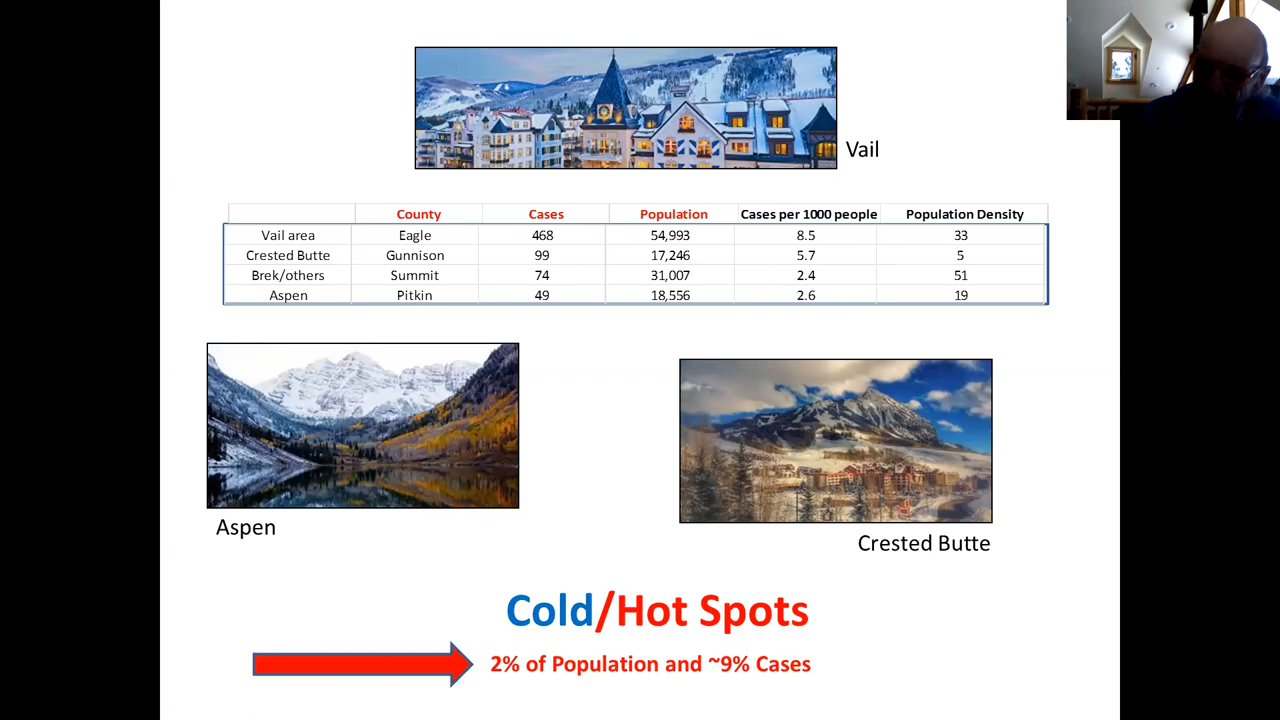 Vail
County Cases Population Cases per 1000 people Population Density
Vail area Eagle 468 54,993 8.5 33
Crested Butte Gunnison 99 17,246 5.7 5
Brek/others Summit 74 31,007 2.4 51
Aspen Pitkin 49 18,556 2.6 19
Aspen
Crested Butte
Cold/Hot Spots
2% of Population and ~9% Cases